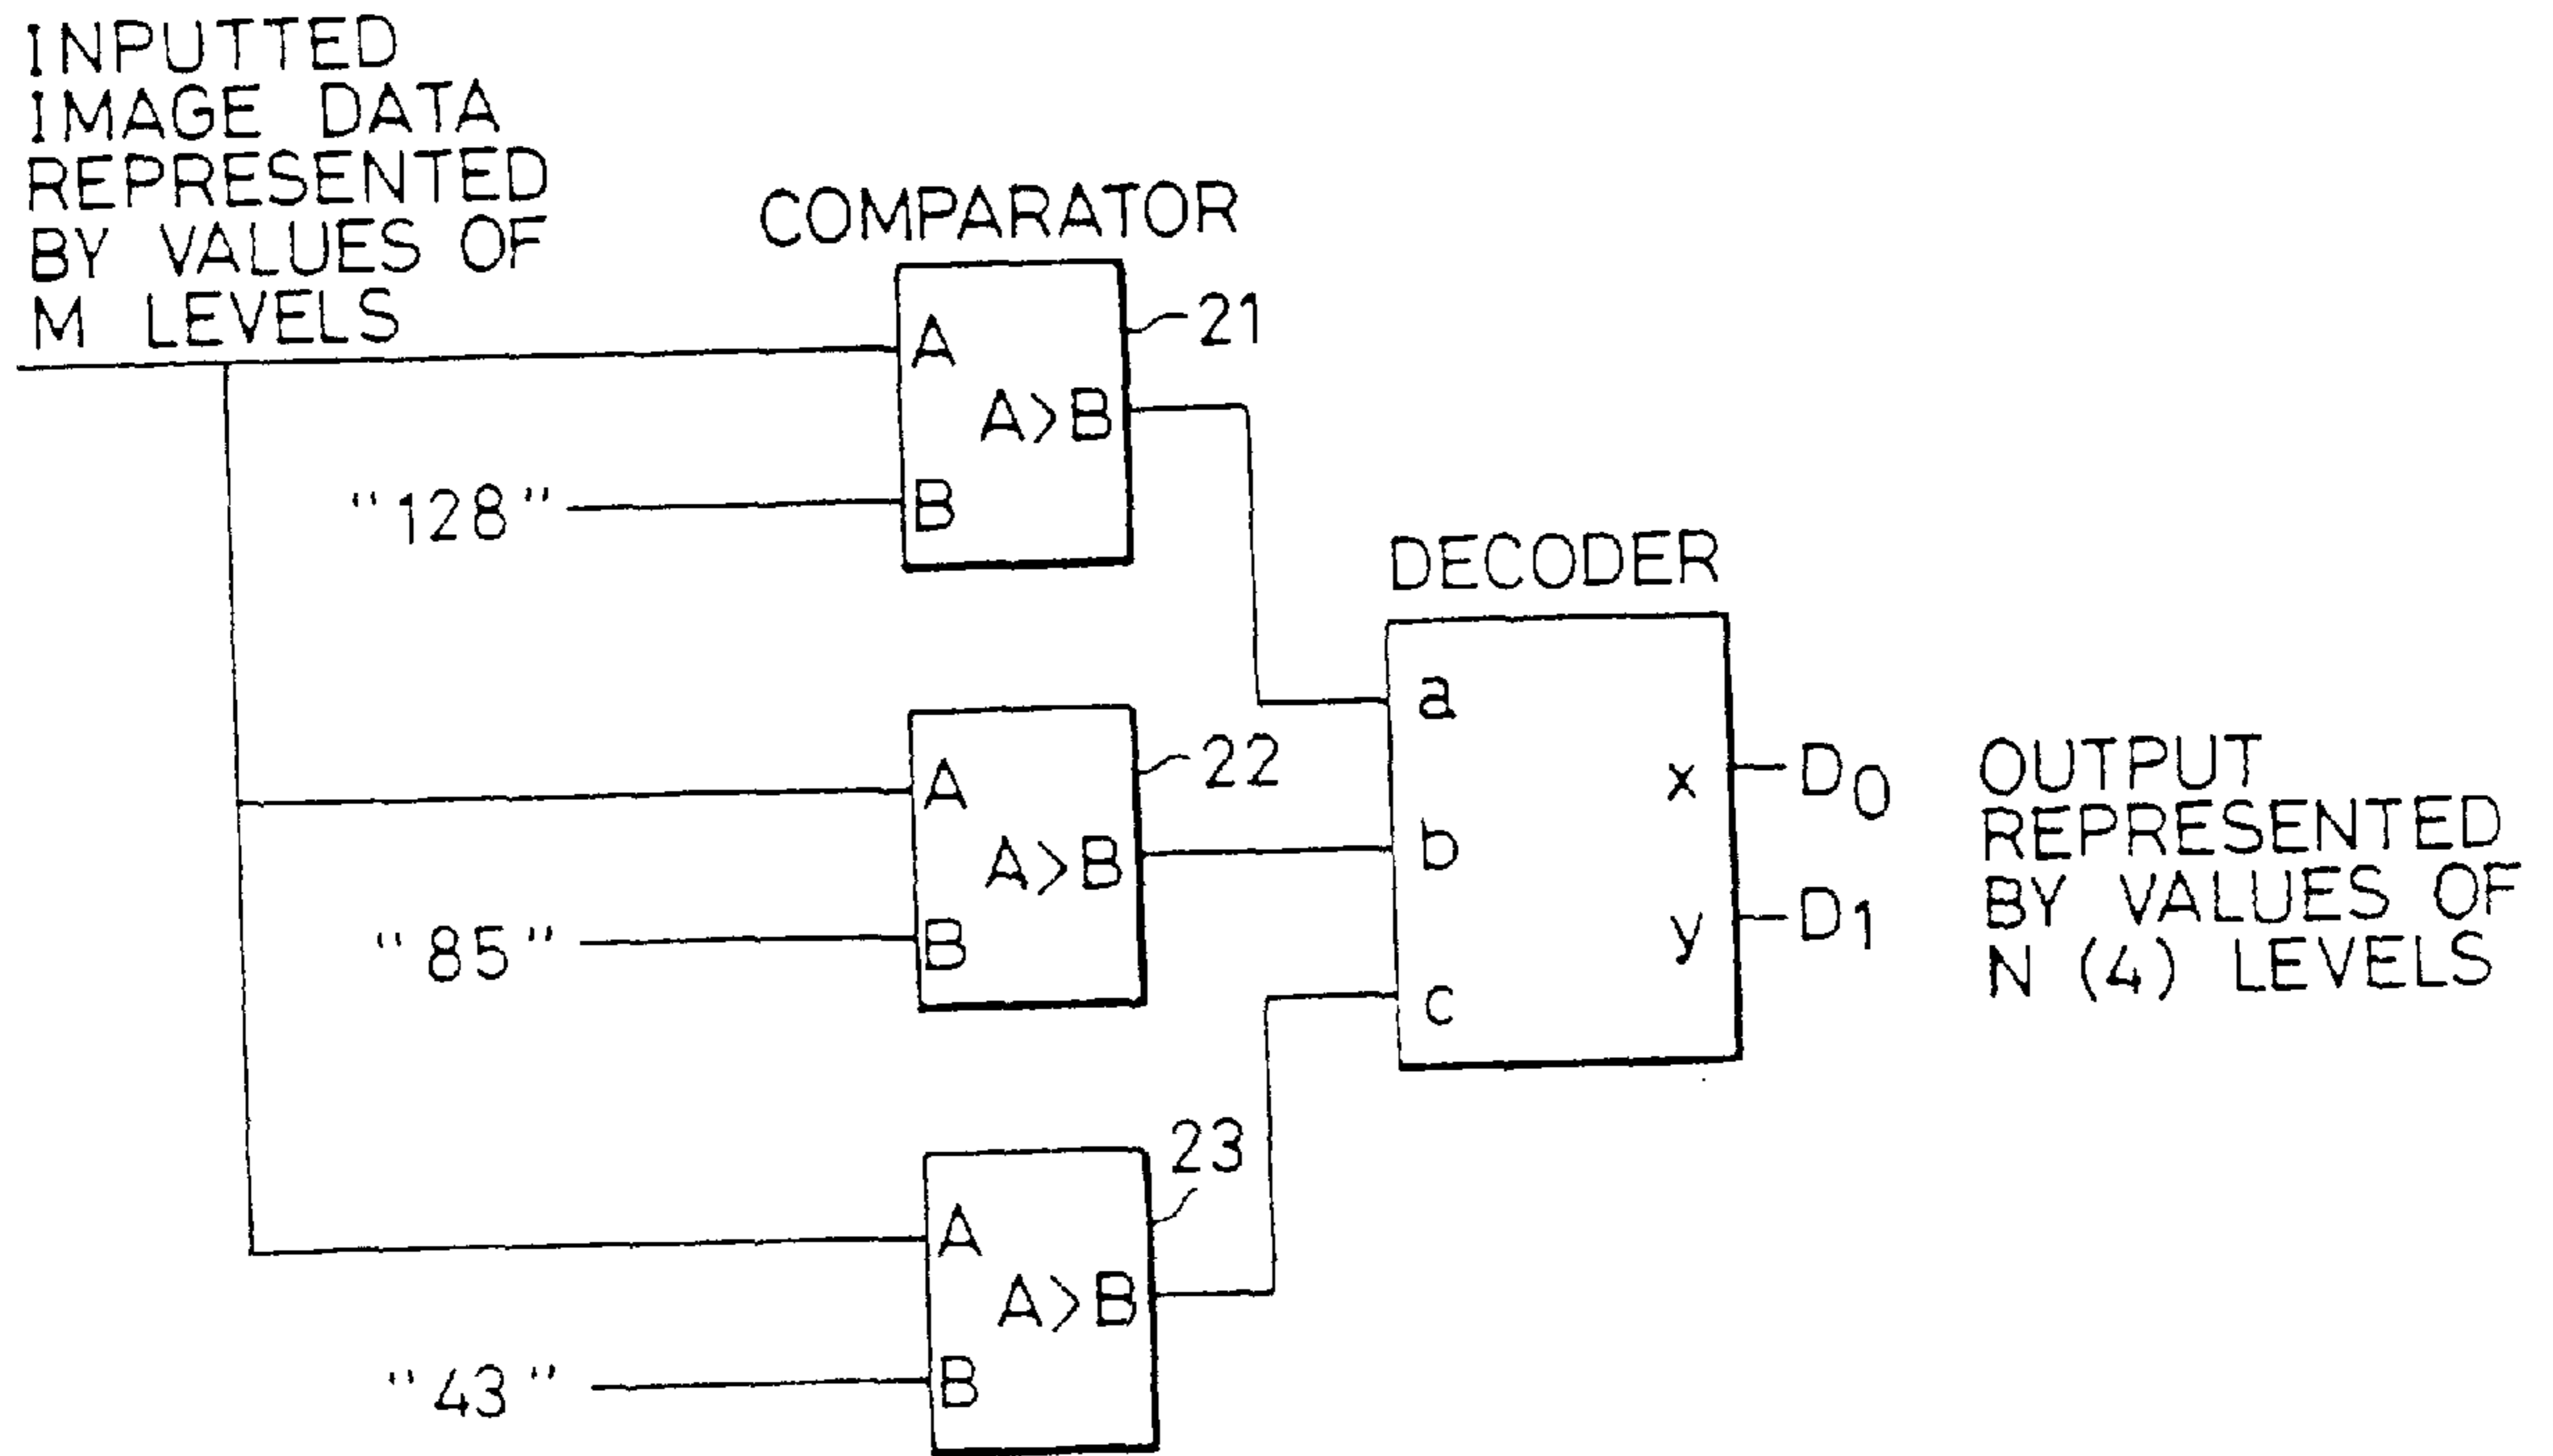 INPUTTED
IMAGE DATA
REPRESENTED
BY VALUES OF
M LEVELS
COMPARATOR
A
A>B
B
21
"128"
DECODER
A
A>B
B
22
"85"
a
b
c
x
y
D0
D1
OUTPUT
REPRESENTED
BY VALUES OF
N (4) LEVELS
A
A>B
B
23
"43"